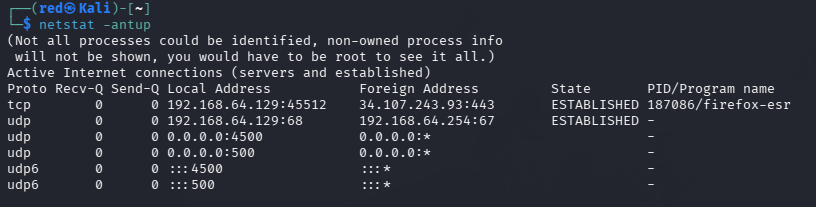 ┌──(red㉿Kali)-[~]
└─$ netstat -antup
(Not all processes could be identified, non-owned process info
 will not be shown, you would have to be root to see it all.)
Active Internet connections (servers and established)
Proto Recv-Q Send-Q Local Address           Foreign Address         State       PID/Program name
tcp        0      0 192.168.64.129:45512    34.107.243.93:443       ESTABLISHED 187086/firefox-esr
udp        0      0 192.168.64.129:68       192.168.64.254:67       ESTABLISHED -
udp        0      0 0.0.0.0:4500            0.0.0.0:*                           -
udp        0      0 0.0.0.0:500             0.0.0.0:*                           -
udp6       0      0 :::4500                 :::*                                -
udp6       0      0 :::500                  :::*                                -